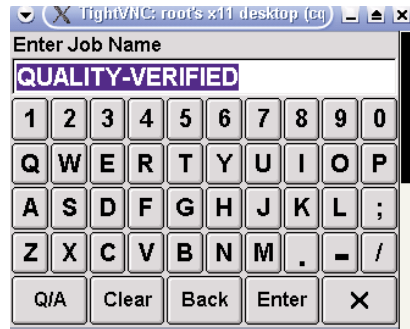 TightVNC: root's x11 desktop (cq
Enter Job Name
QUALITY-VERIFIED
1 2 3 4 5 6 7 8 9 0
Q W E R T Y U I O P
A S D F G H J K L ;
Z X C V B N M . - /
Q/A Clear Back Enter X